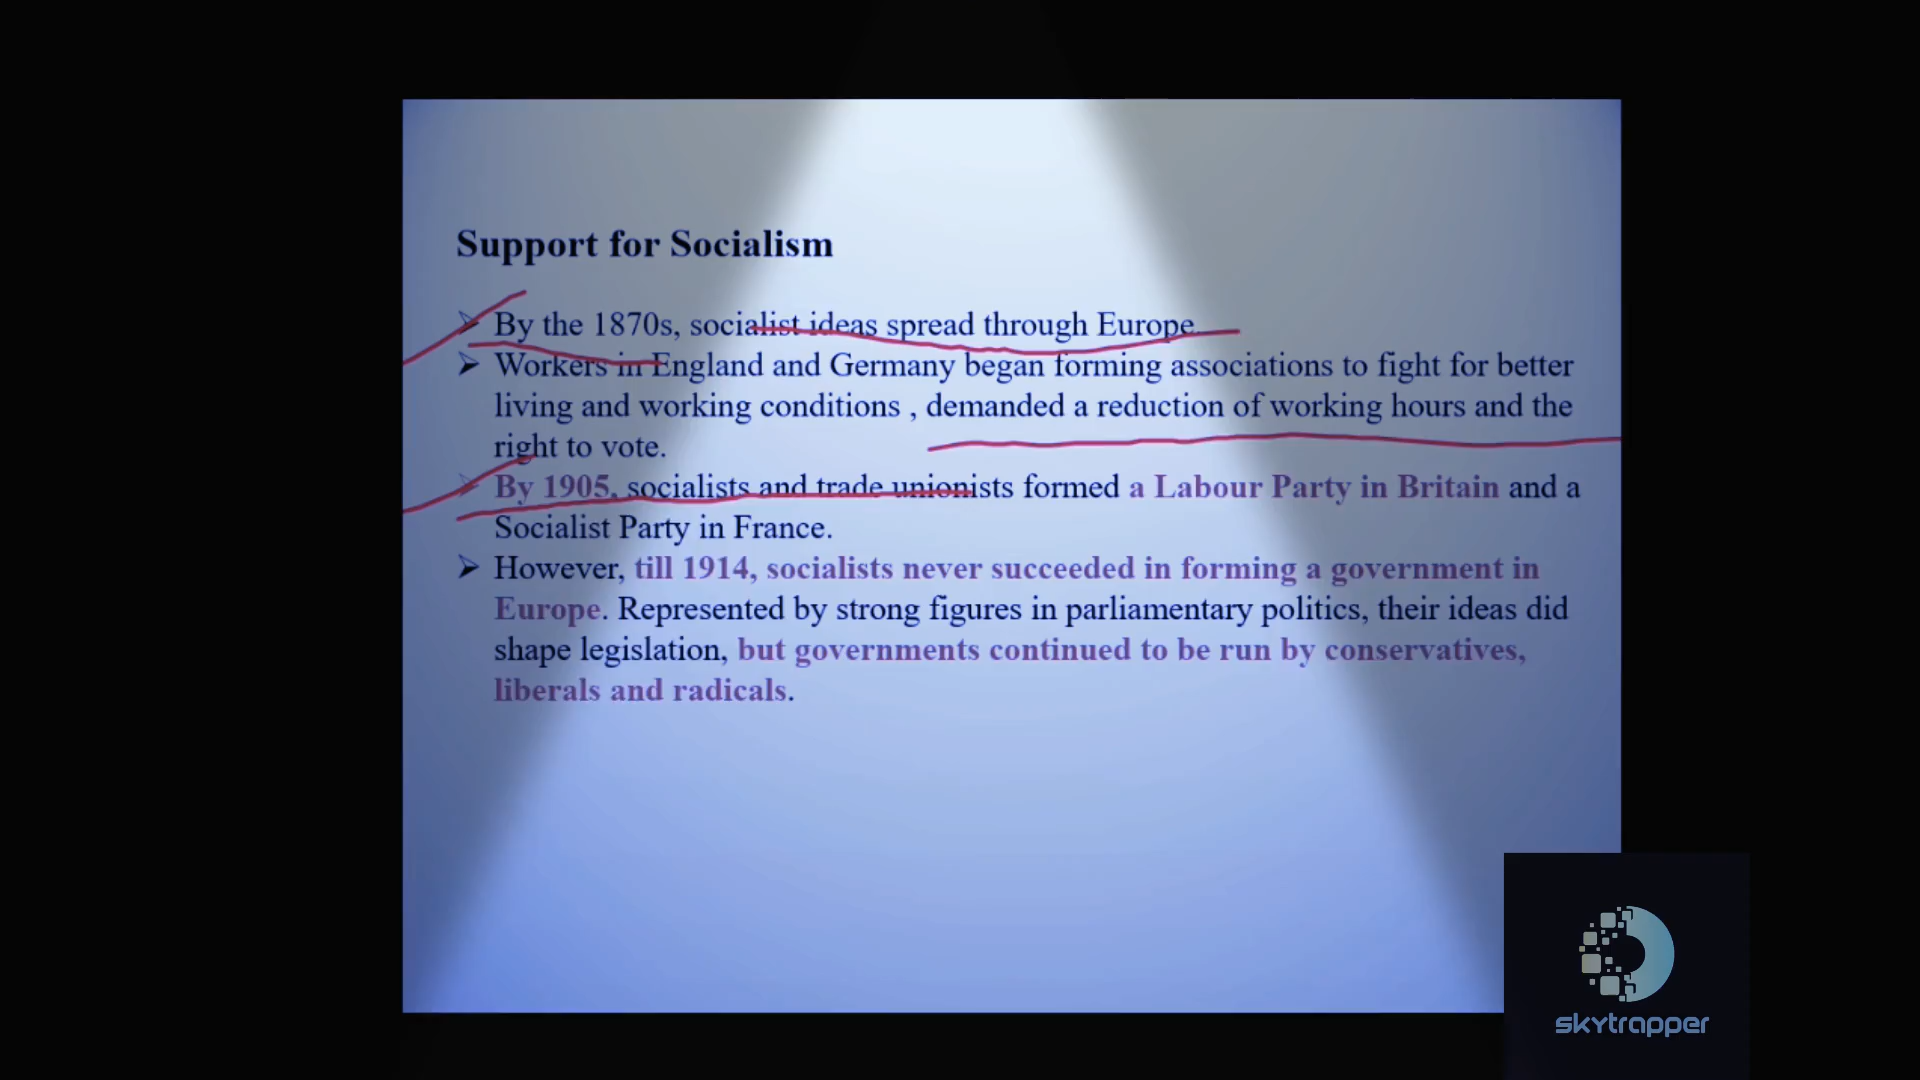 Support for Socialism
➢ By the 1870s, socialist ideas spread through Europe.
➢ Workers in England and Germany began forming associations to fight for better
living and working conditions , demanded a reduction of working hours and the
right to vote.
➢ By 1905, socialists and trade unionists formed a Labour Party in Britain and a
Socialist Party in France.
➢ However, till 1914, socialists never succeeded in forming a government in
Europe. Represented by strong figures in parliamentary politics, their ideas did
shape legislation, but governments continued to be run by conservatives,
liberals and radicals.
skytrapper